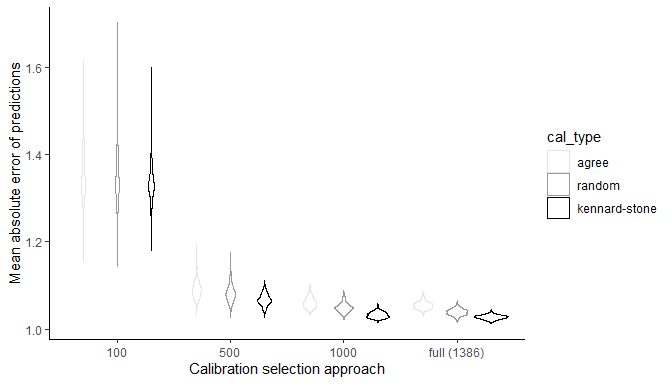 Mean absolute error of predictions
1.6
1.4
1.2
1.0
100
500
1000
full (1386)
Calibration selection approach
cal_type
agree
random
kennard-stone